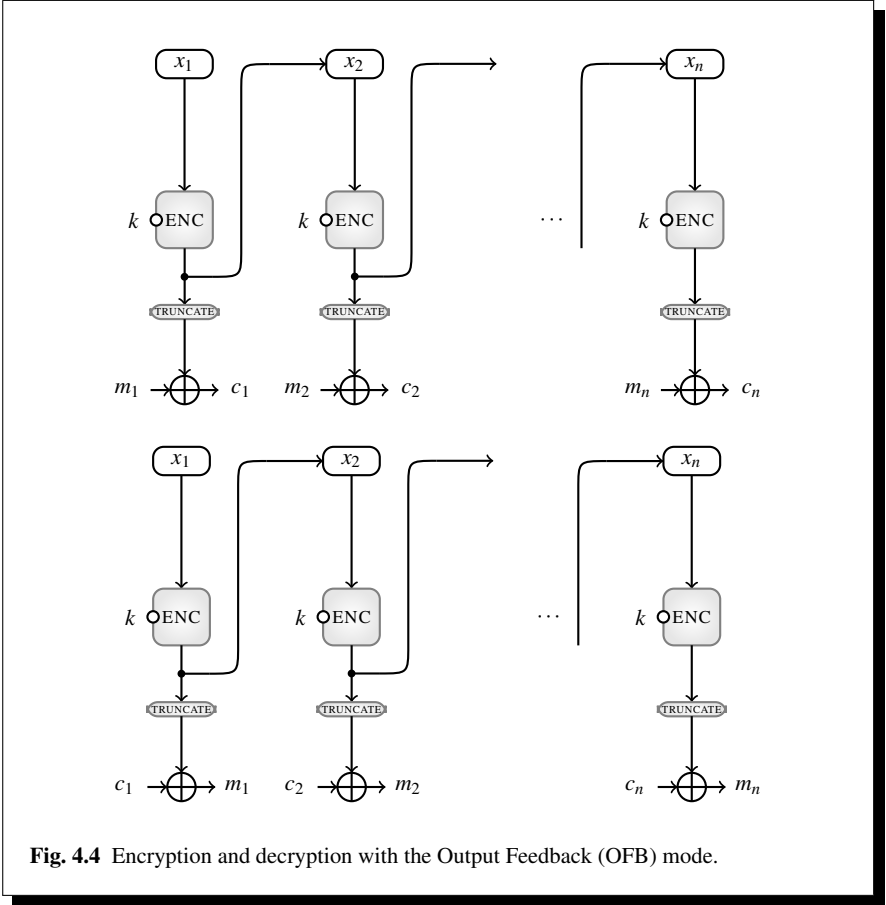 x1 x2 xn
k ENC k ENC ... k ENC
TRUNCATE TRUNCATE TRUNCATE
m1 c1 m2 c2 mn cn
x1 x2 xn
k ENC k ENC ... k ENC
TRUNCATE TRUNCATE TRUNCATE
c1 m1 c2 m2 cn mn
Fig. 4.4 Encryption and decryption with the Output Feedback (OFB) mode.